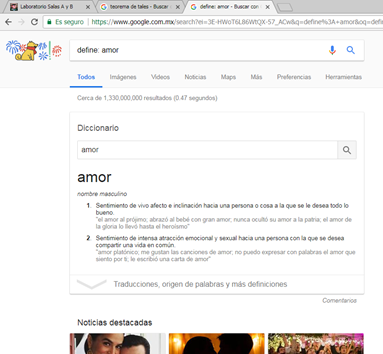 Laboratorio Salas A y B
teorema de tales - Buscar
define: amor - Buscar con
Es seguro https://www.google.com.mx/search?ei=3E-HWoT6L86WtQX-57_ACw&q=define%3A+amor&oq=def
define: amor
Todos Imágenes Videos Noticias Maps Más Preferencias Herramientas
Cerca de 1,330,000,000 resultados (0.47 segundos)
Diccionario
amor
amor
nombre masculino
1. Sentimiento de vivo afecto e inclinación hacia una persona o cosa a la que se le desea todo lo
bueno.
"el amor al prójimo; abrazó al bebé con gran amor; nunca ocultó su amor a la patria; el amor de
la gloria lo llevó hasta el heroísmo"
2. Sentimiento de intensa atracción emocional y sexual hacia una persona con la que se desea
compartir una vida en común.
"amor platónico; me gustan las canciones de amor; no puedo expresar con palabras el amor que
siento por ti; le escribió una carta de amor"
Traducciones, origen de palabras y más definiciones
Comentarios
Noticias destacadas